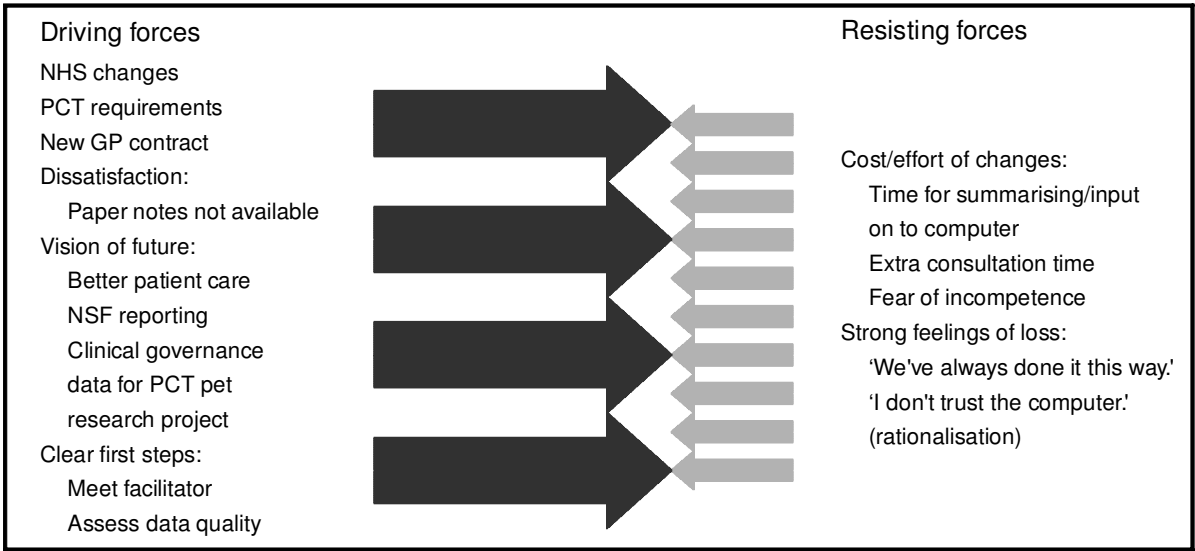 Driving forces
NHS changes
PCT requirements
New GP contract
Dissatisfaction:
Paper notes not available
Vision of future:
Better patient care
NSF reporting
Clinical governance
data for PCT pet
research project
Clear first steps:
Meet facilitator
Assess data quality
Resisting forces
Cost/effort of changes:
Time for summarising/input
on to computer
Extra consultation time
Fear of incompetence
Strong feelings of loss:
‘We've always done it this way.'
‘I don't trust the computer.'
(rationalisation)